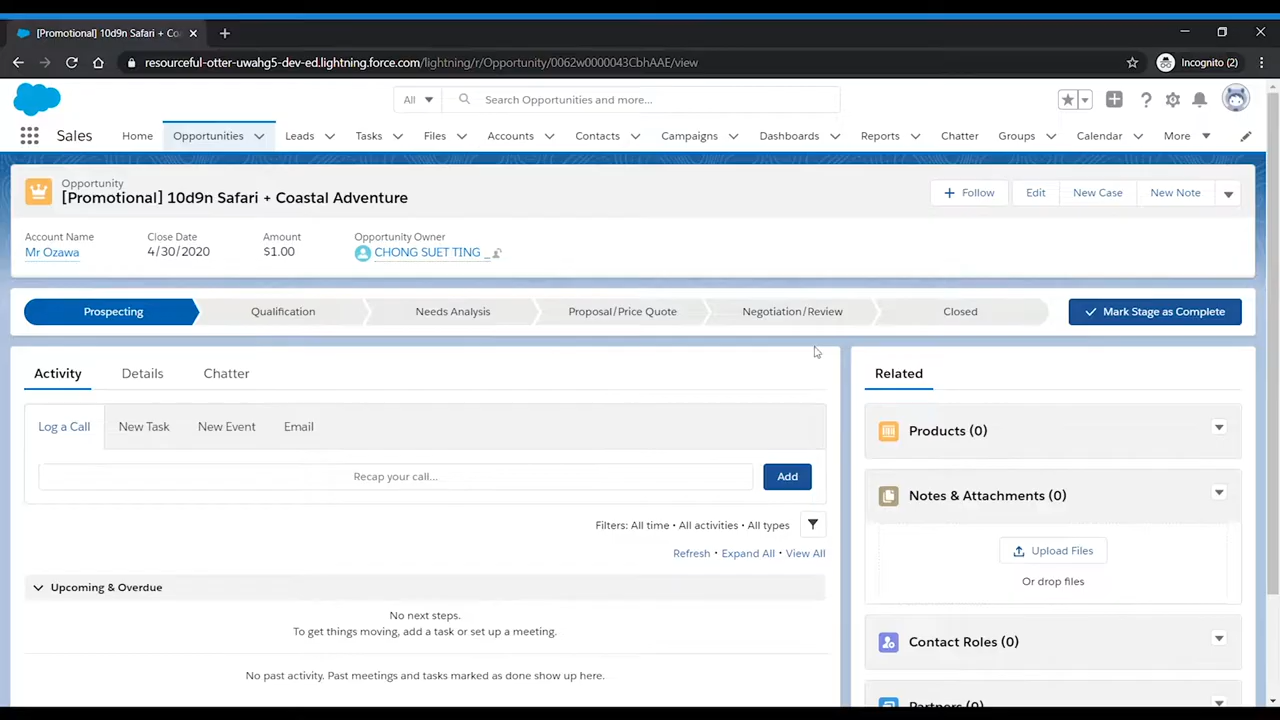 [Promotional] 10d9n Safari + Co
resourceful-otter-uwahg5-dev-ed.lightning.force.com/lightning/r/Opportunity/0062w0000043CbhAAE/view
Incognito (2)
All
Search Opportunities and more...
Sales
Home
Opportunities
Leads
Tasks
Files
Accounts
Contacts
Campaigns
Dashboards
Reports
Chatter
Groups
Calendar
More
Opportunity
[Promotional] 10d9n Safari + Coastal Adventure
+ Follow
Edit
New Case
New Note
Account Name
Mr Ozawa
Close Date
4/30/2020
Amount
$1.00
Opportunity Owner
CHONG SUET TING _
Prospecting
Qualification
Needs Analysis
Proposal/Price Quote
Negotiation/Review
Closed
Mark Stage as Complete
Activity
Details
Chatter
Log a Call
New Task
New Event
Email
Recap your call...
Add
Filters: All time • All activities • All types
Refresh • Expand All • View All
Upcoming & Overdue
No next steps.
To get things moving, add a task or set up a meeting.
No past activity. Past meetings and tasks marked as done show up here.
Related
Products (0)
Notes & Attachments (0)
Upload Files
Or drop files
Contact Roles (0)
Partners (0)